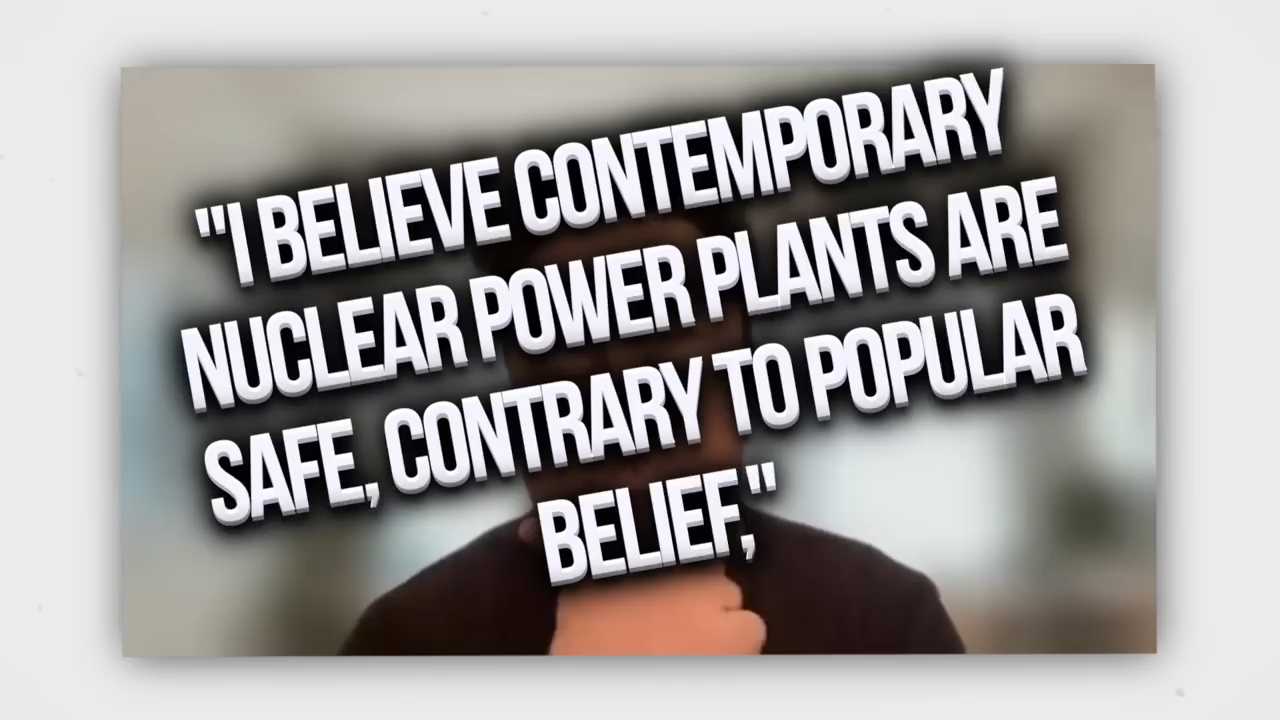 "I BELIEVE CONTEMPORARY
NUCLEAR POWER PLANTS ARE
SAFE, CONTRARY TO POPULAR
BELIEF,"